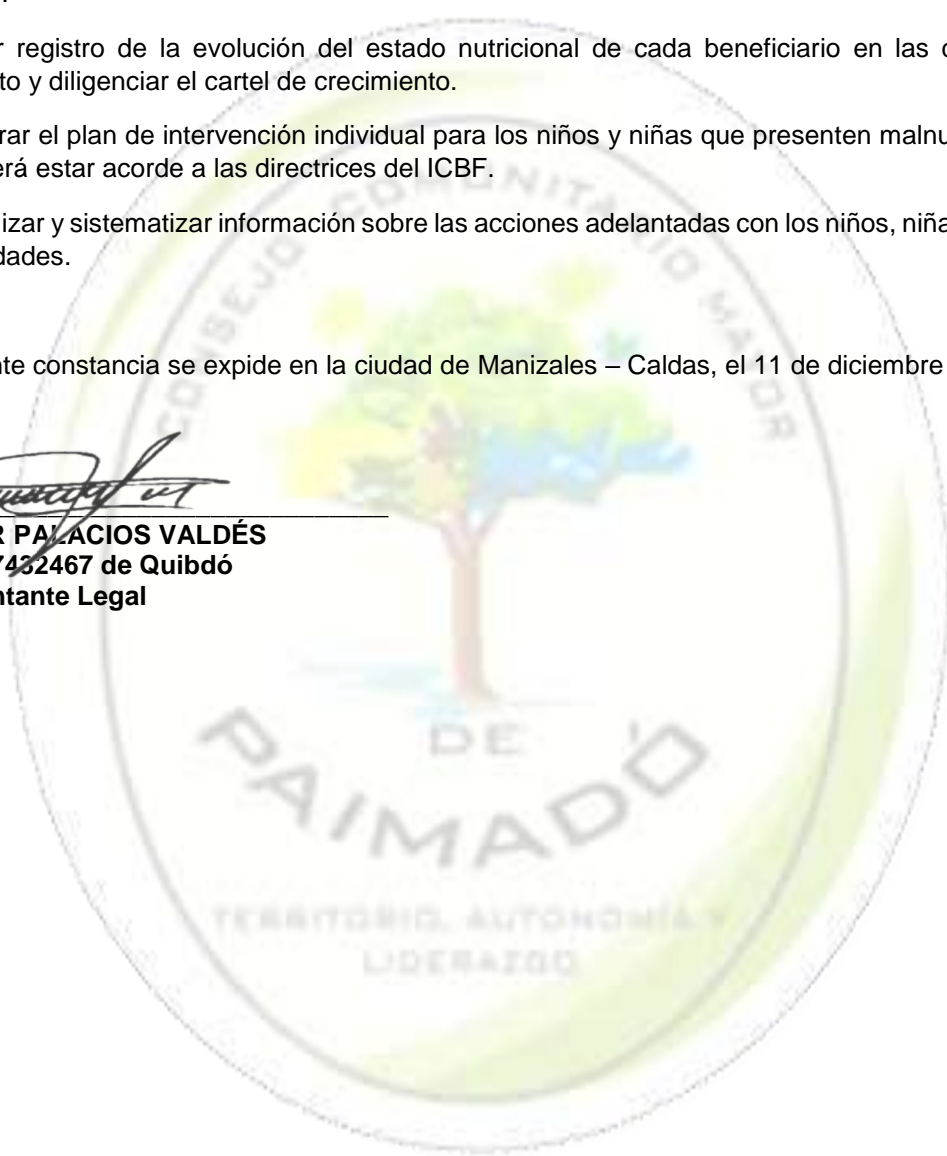 r registro de la evolución del estado nutricional de cada beneficiario en las c
to y diligenciar el cartel de crecimiento.
rar el plan de intervención individual para los niños y niñas que presenten malnu
erá estar acorde a las directrices del ICBF.
izar y sistematizar información sobre las acciones adelantadas con los niños, niña
dades.
nte constancia se expide en la ciudad de Manizales – Caldas, el 11 de diciembre
R PALACIOS VALDÉS
7432467 de Quibdó
ntante Legal
CONSEJO COMUNITARIO MAYOR
DE
PAIMADÓ
TERRITORIO, AUTONOMÍA Y
LIDERAZGO